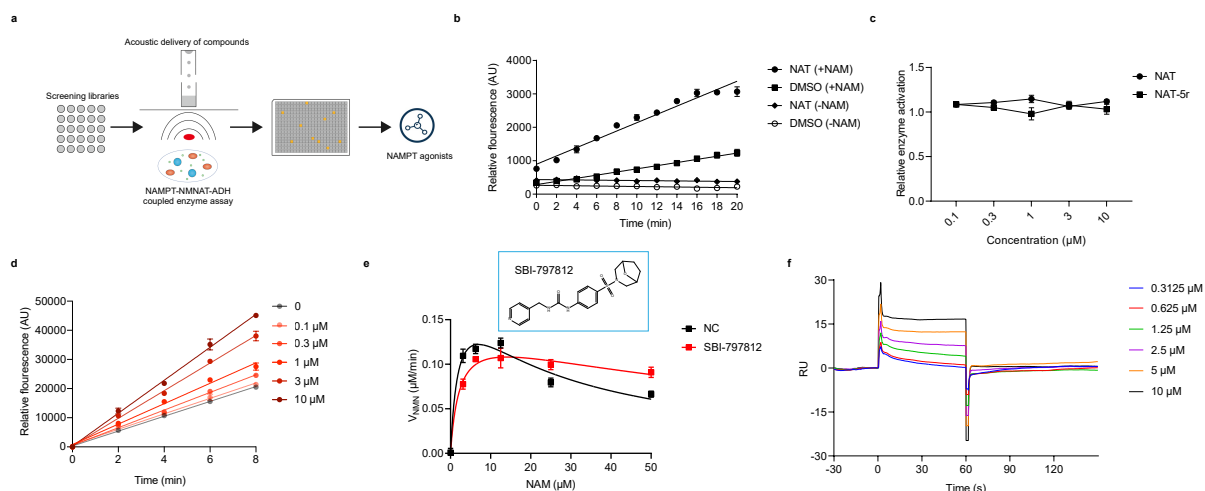 a
Acoustic delivery of compounds
Screening libraries
NAMPT-NMNAT-ADH
coupled enzyme assay
NAMPT agonists
b
Relative flourescence (AU)
4000
3000
2000
1000
0
0 2 4 6 8 10 12 14 16 18 20
Time (min)
NAT (+NAM)
DMSO (+NAM)
NAT (-NAM)
DMSO (-NAM)
c
Relative enzyme activation
1.5
1.0
0.5
0.0
0.1 0.3 1 3 10
Concentration (µM)
NAT
NAT-5r
d
Relative flourescence (AU)
50000
40000
30000
20000
10000
0
0 2 4 6 8
Time (min)
0
0.1 µM
0.3 µM
1 µM
3 µM
10 µM
e
SBI-797812
V NMN (µM/min)
0.15
0.10
0.05
0.00
0 10 20 30 40 50
NAM (µM)
NC
SBI-797812
f
RU
30
15
0
-15
-30
-30 0 30 60 90 120
Time (s)
0.3125 µM
0.625 µM
1.25 µM
2.5 µM
5 µM
10 µM